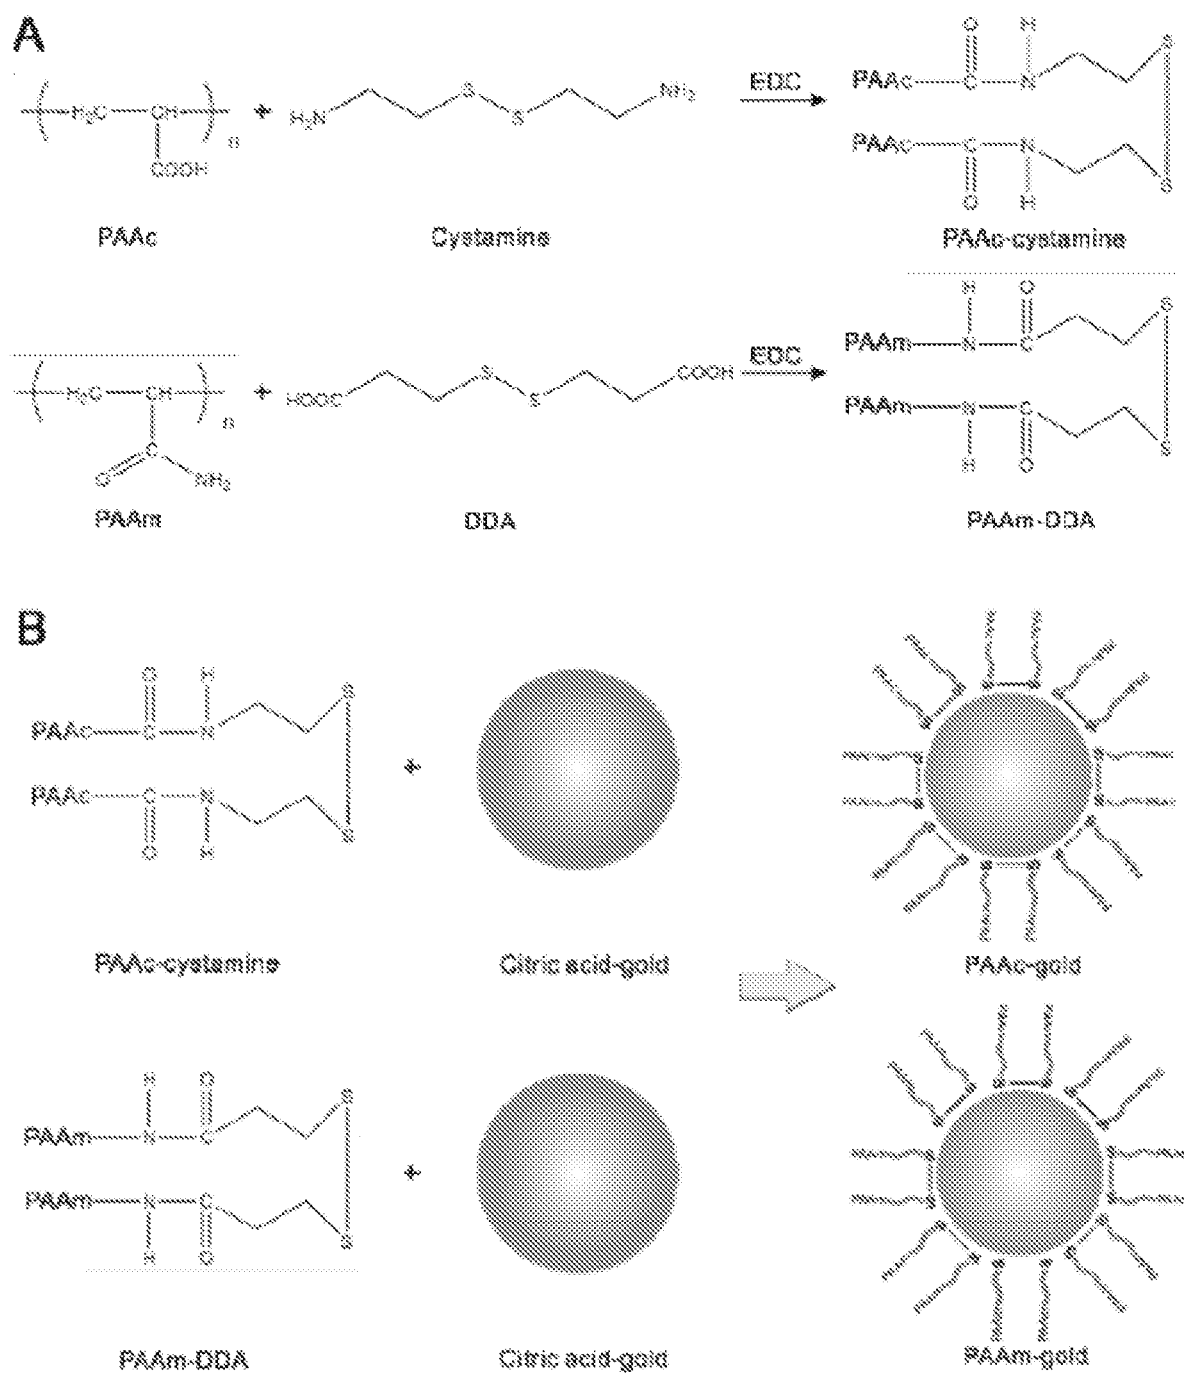 A
O H
S
EDC
PAAc C N
( H₂C CH )n + H₂N S S NH₂
PAAc C N
COOH
O H
S
PAAc Cystamine PAAc-cystamine
H O
S
EDC
PAAm N C
( H₂C CH )n + HOOC S S COOH
PAAm N C
C
O NH₂
H O
S
PAAm DDA PAAm-DDA
B
O H
S
PAAc C N
+
PAAc C N
S
O H
PAAc-cystamine Citric acid-gold PAAc-gold
H O
S
PAAm N C
+
PAAm N C
S
H O
PAAm-DDA Citric acid-gold PAAm-gold